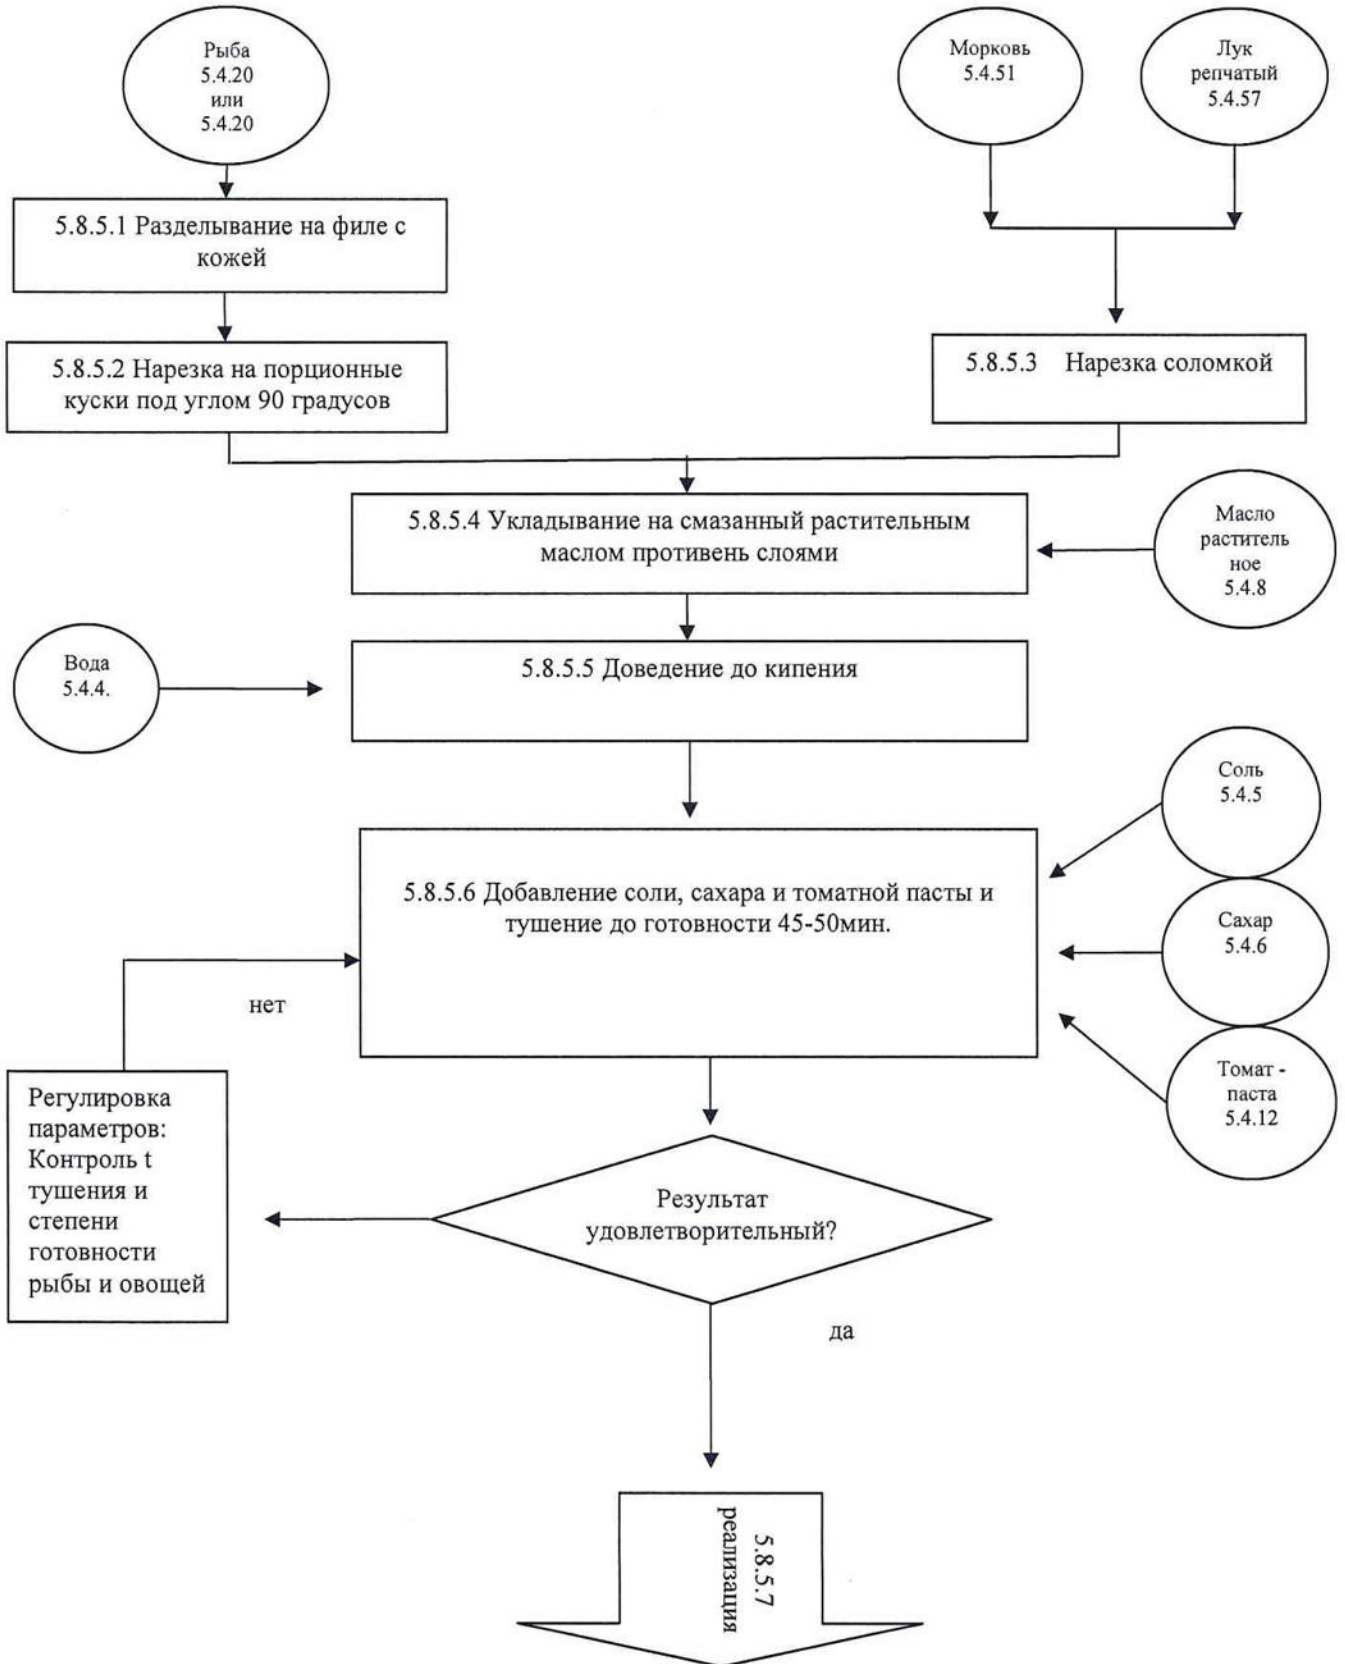 Рыба
5.4.20
или
5.4.20
Морковь
5.4.51
Лук
репчатый
5.4.57
5.8.5.1 Разделывание на филе с
кожей
5.8.5.2 Нарезка на порционные
куски под углом 90 градусов
5.8.5.3 Нарезка соломкой
5.8.5.4 Укладывание на смазанный растительным
маслом противень слоями
Масло
раститель
ное
5.4.8
Вода
5.4.4.
5.8.5.5 Доведение до кипения
Соль
5.4.5
5.8.5.6 Добавление соли, сахара и томатной пасты и
тушение до готовности 45-50мин.
Сахар
5.4.6
Томат -
паста
5.4.12
нет
Регулировка
параметров:
Контроль t
тушения и
степени
готовности
рыбы и овощей
Результат
удовлетворительный?
да
5.8.5.7
реализация